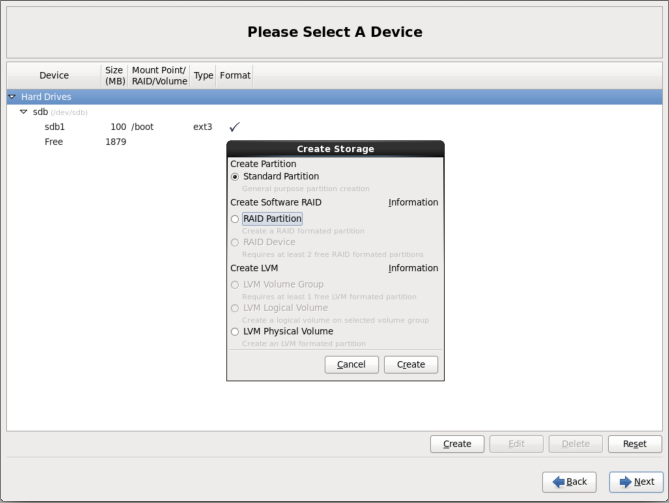 Please Select A Device
Device Size (MB) Mount Point/ RAID/Volume Type Format
Hard Drives
sdb (/dev/sdb)
sdb1 100 /boot ext3
Free 1879
Create Storage
Create Partition
Standard Partition
General purpose partition creation
Create Software RAID Information
RAID Partition
Create a RAID formated partition
RAID Device
Requires at least 2 free RAID formated partitions
Create LVM Information
LVM Volume Group
Requires at least 1 free LVM formated partition
LVM Logical Volume
Create a logical volume on selected volume group
LVM Physical Volume
Create an LVM formated partition
Cancel Create
Create Edit Delete Reset
Back Next